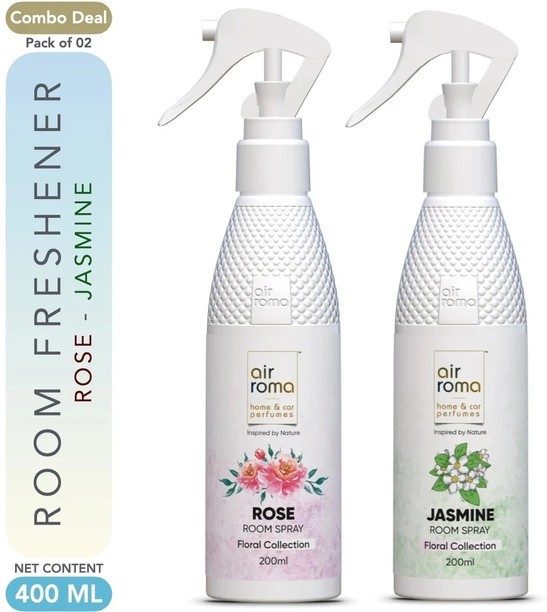 Combo Deal
Pack of 02
ROOM FRESHENER
ROSE - JASMINE
NET CONTENT
400 ML
air
roma
air
roma
home & car
perfumes
Inspired by Nature
ROSE
ROOM SPRAY
Floral Collection
200ml
air
roma
air
roma
home & car
perfumes
Inspired by Nature
JASMINE
ROOM SPRAY
Floral Collection
200ml